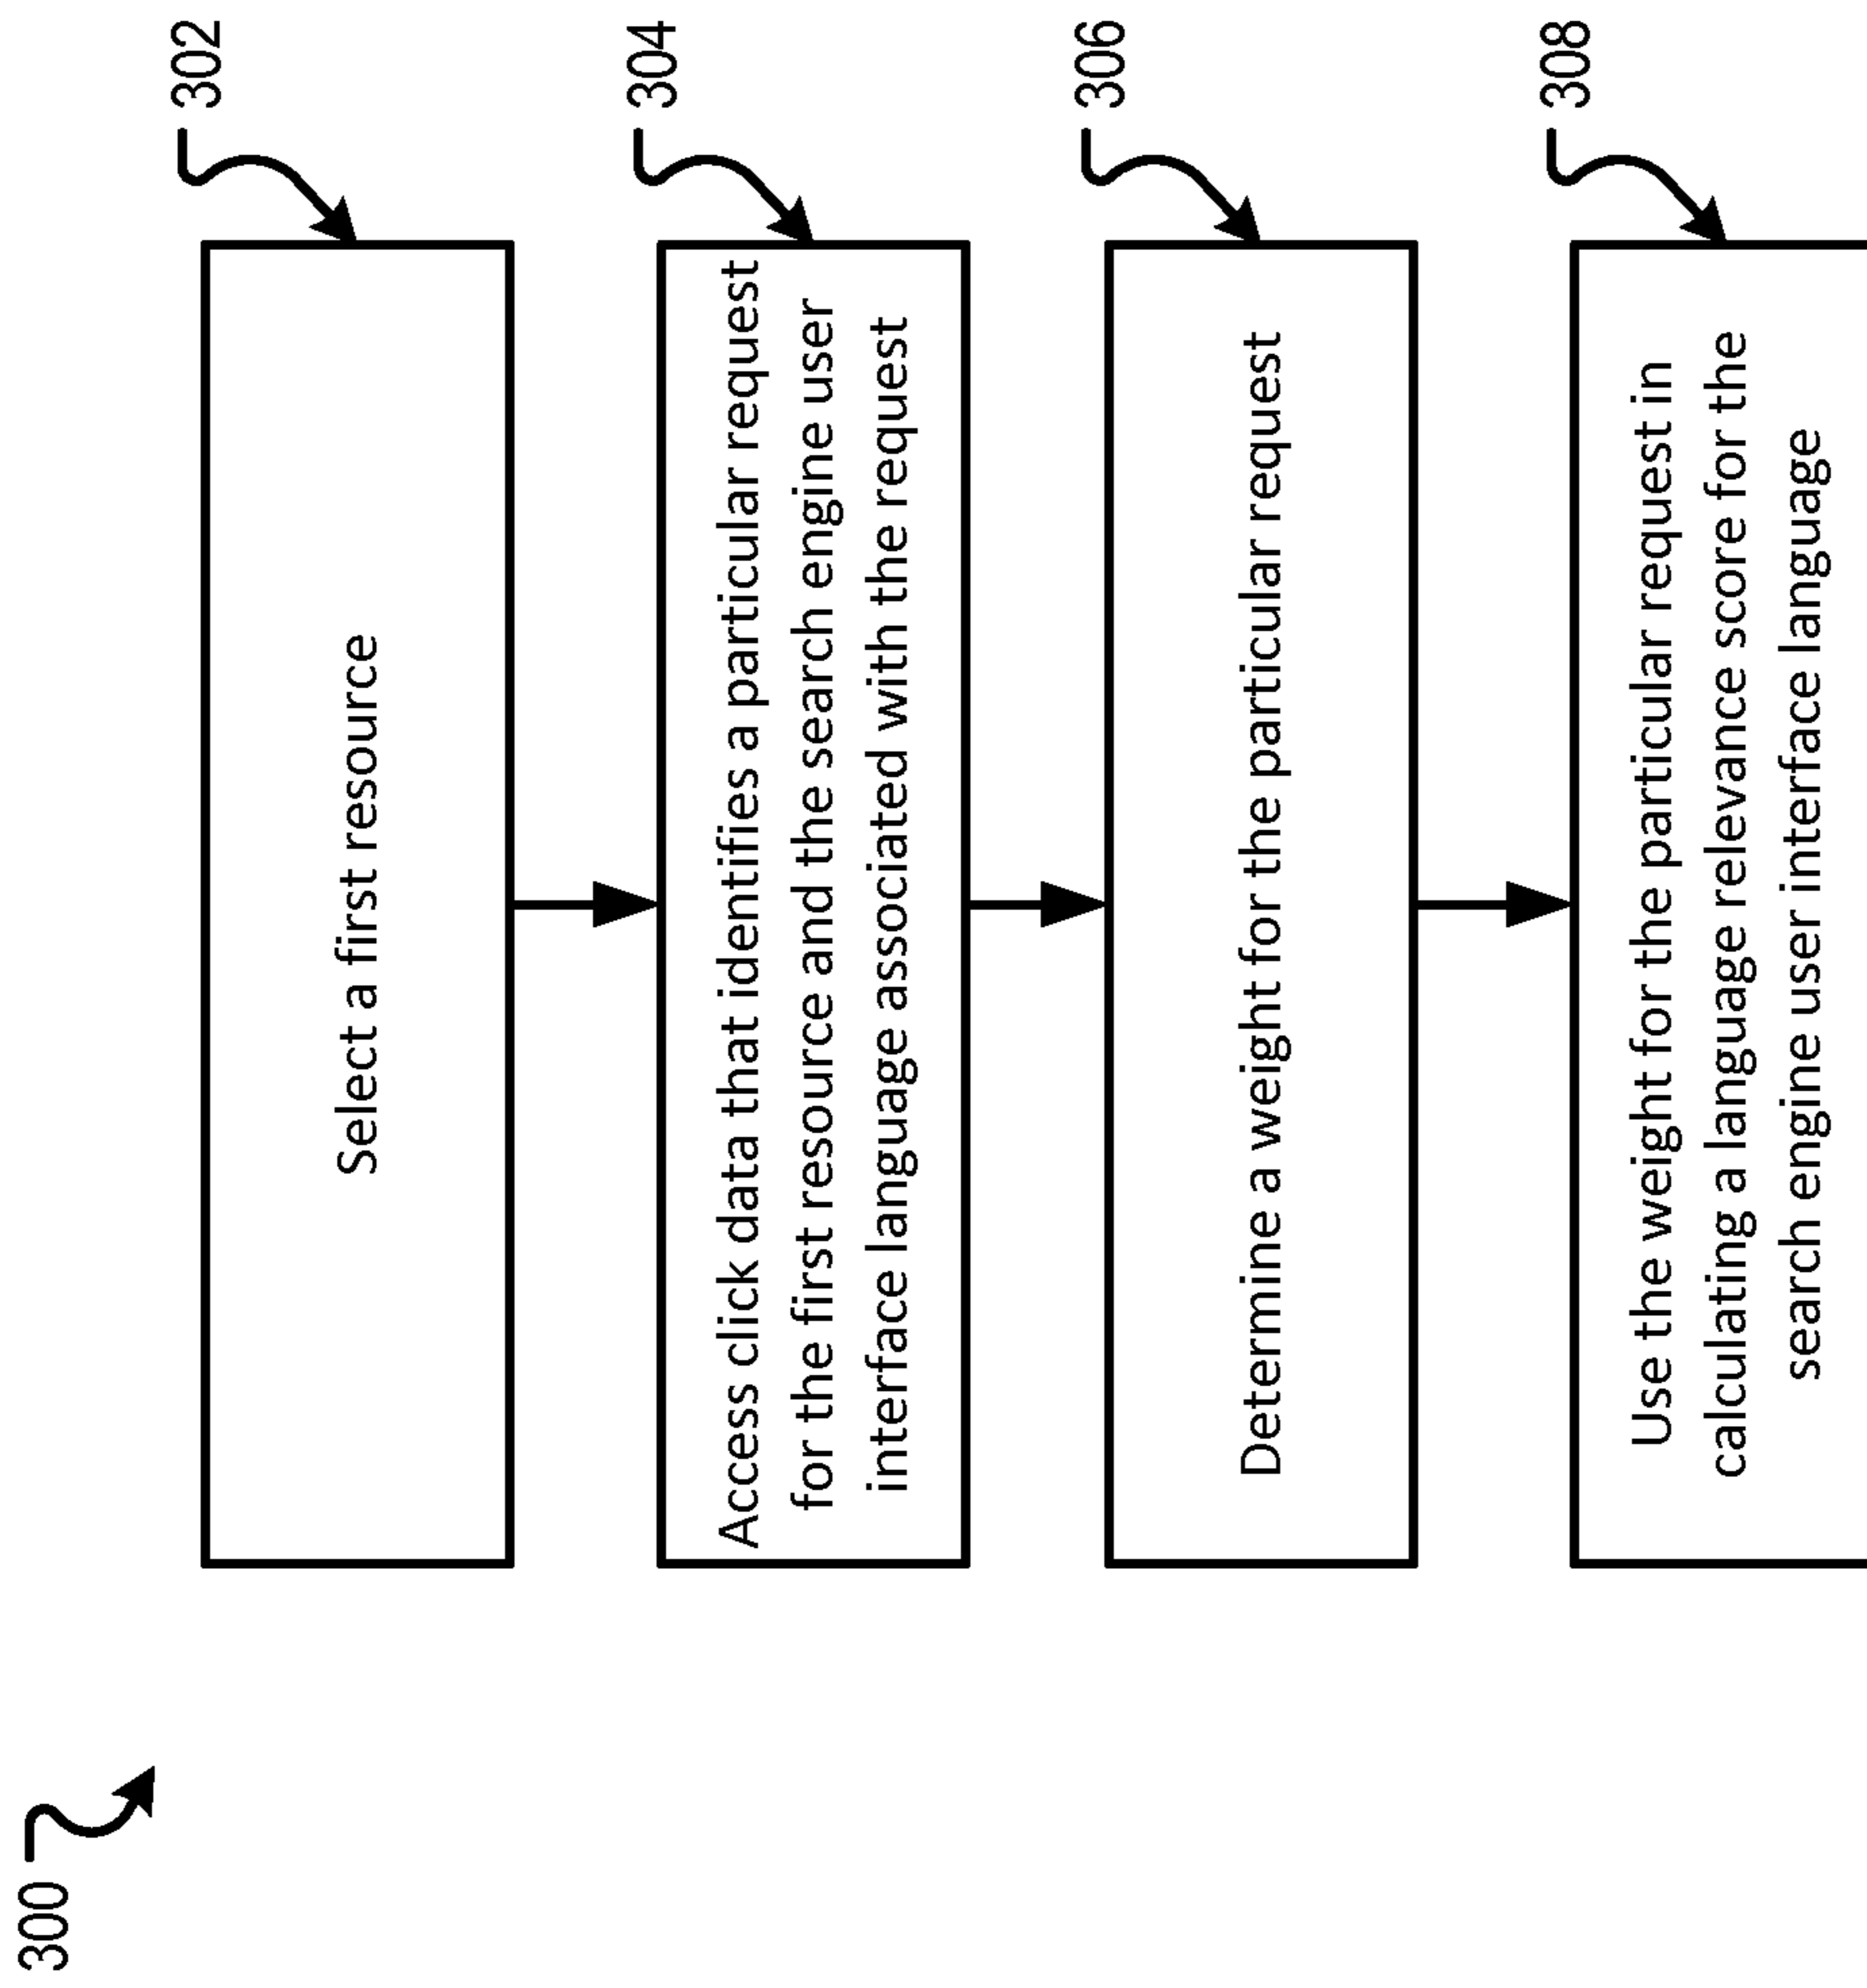 300
302
Select a first resource
304
Access click data that identifies a particular request
for the first resource and the search engine user
interface language associated with the request
306
Determine a weight for the particular request
308
Use the weight for the particular request in
calculating a language relevance score for the
search engine user interface language